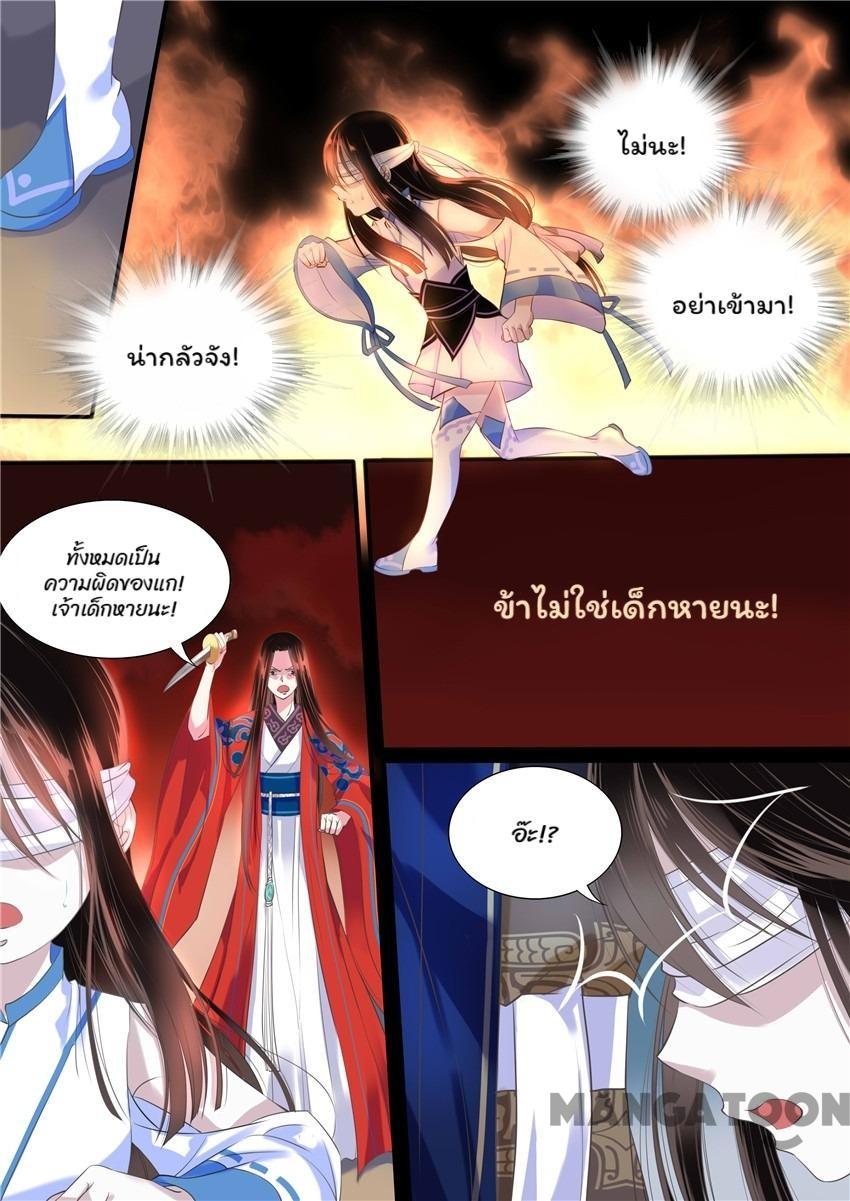 ไม่นะ!
อย่าเข้ามา!
น่ากลัวจัง!
ทั้งหมดเป็น
ความผิดของแก!
เจ้าเด็กหายนะ!
ข้าไม่ใช่เด็กหายนะ!
อ๊ะ!?
MANGATOON